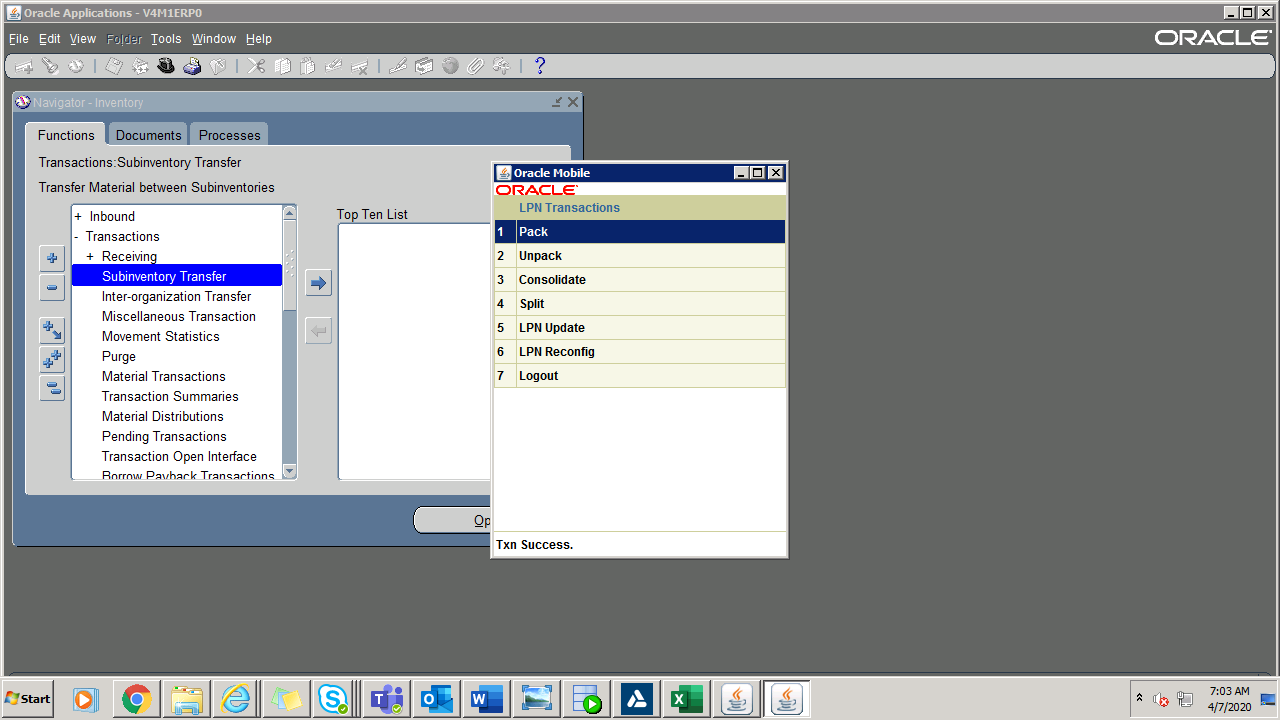 Oracle Applications - V4M1ERP0
File Edit View Folder Tools Window Help
ORACLE
Navigator - Inventory
Functions Documents Processes
Transactions:Subinventory Transfer
Transfer Material between Subinventories
+ Inbound
- Transactions
+ Receiving
Subinventory Transfer
Inter-organization Transfer
Miscellaneous Transaction
Movement Statistics
Purge
Material Transactions
Transaction Summaries
Material Distributions
Pending Transactions
Transaction Open Interface
Borrow Payback Transactions
Top Ten List
Op
Oracle Mobile
ORACLE
LPN Transactions
1 Pack
2 Unpack
3 Consolidate
4 Split
5 LPN Update
6 LPN Reconfig
7 Logout
Txn Success.
Start
7:03 AM
4/7/2020